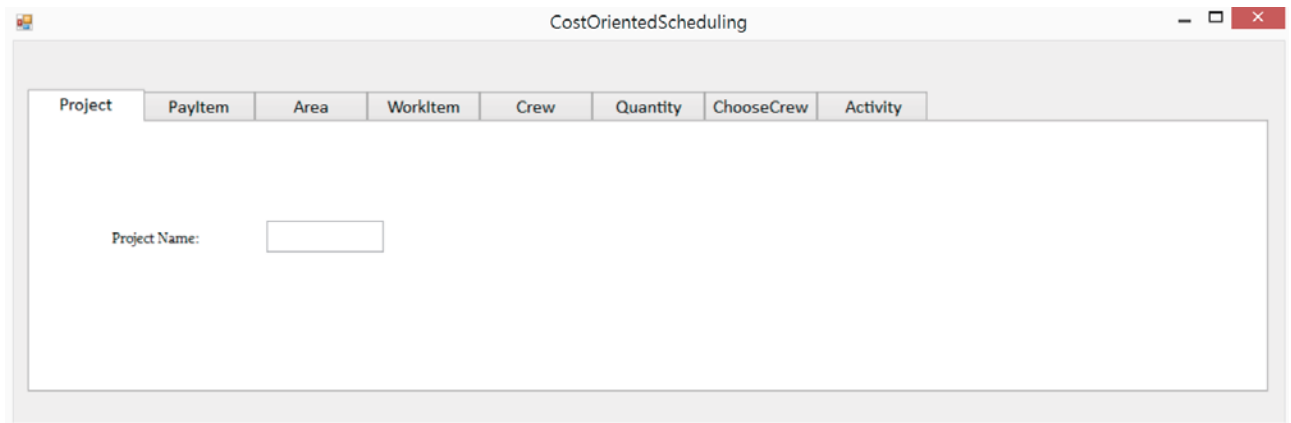 CostOrientedScheduling
Project PayItem Area WorkItem Crew Quantity ChooseCrew Activity
Project Name: